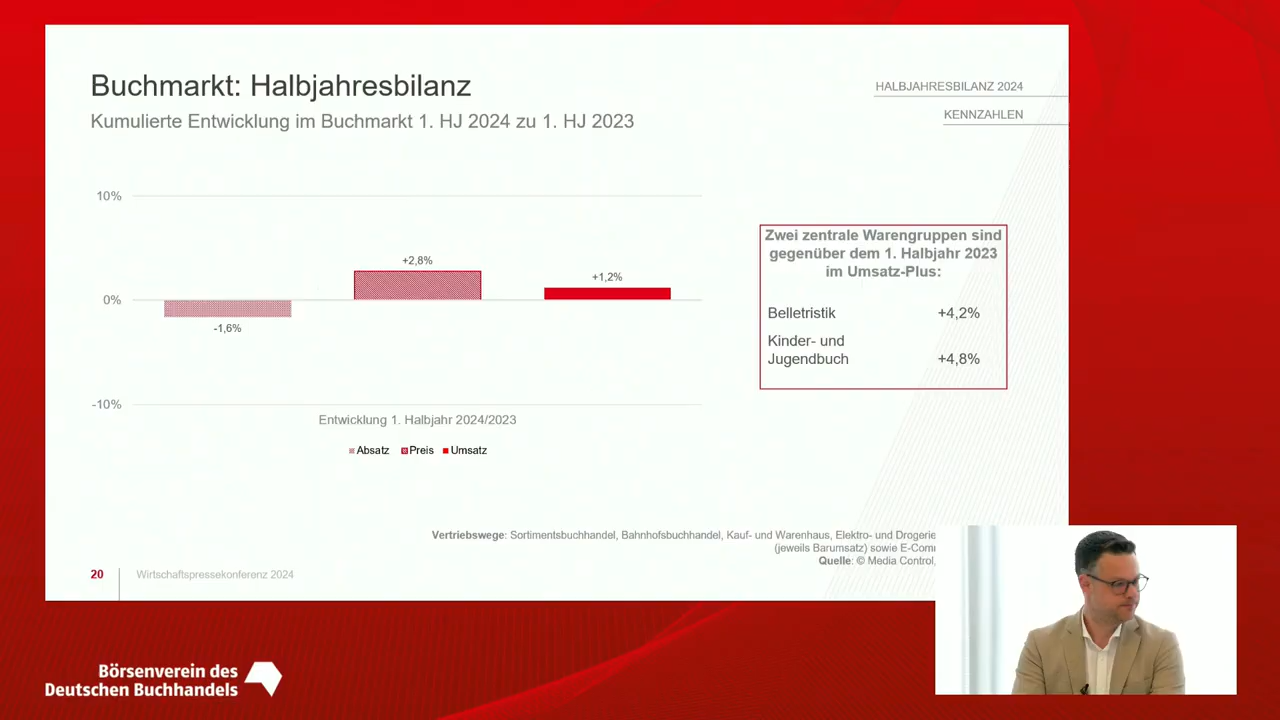 Buchmarkt: Halbjahresbilanz
Kumulierte Entwicklung im Buchmarkt 1. HJ 2024 zu 1. HJ 2023
HALBJAHRESBILANZ 2024
KENNZAHLEN
10%
0%
-10%
-1,6%
+2,8%
+1,2%
Entwicklung 1. Halbjahr 2024/2023
Absatz Preis Umsatz
Zwei zentrale Warengruppen sind
gegenüber dem 1. Halbjahr 2023
im Umsatz-Plus:
Belletristik +4,2%
Kinder- und
Jugendbuch +4,8%
Vertriebswege: Sortimentsbuchhandel, Bahnhofsbuchhandel, Kauf- und Warenhaus, Elektro- und Drogerie
(jeweils Barumsatz) sowie
Quelle: © Media Control,
20 Wirtschaftspressekonferenz 2024
Börsenverein des
Deutschen Buchhandels